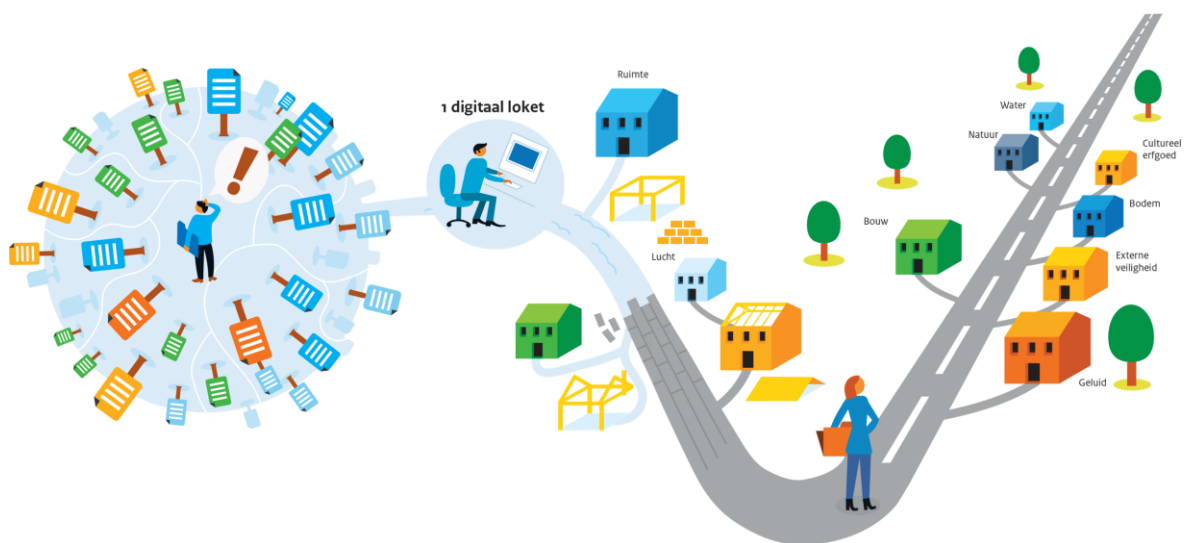 1 digitaal loket
Ruimte
Lucht
Bouw
Water
Natuur
Cultureel
erfgoed
Bodem
Externe
veiligheid
Geluid